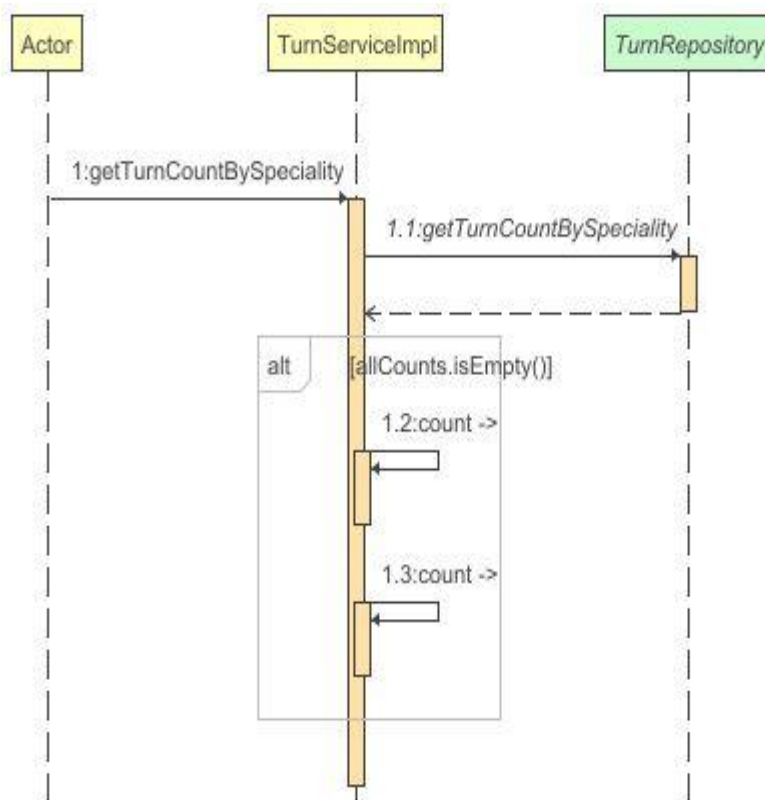 Actor
TurnServiceImpl
TurnRepository
1:getTurnCountBySpeciality
1.1:getTurnCountBySpeciality
alt
[allCounts.isEmpty()]
1.2:count ->
1.3:count ->